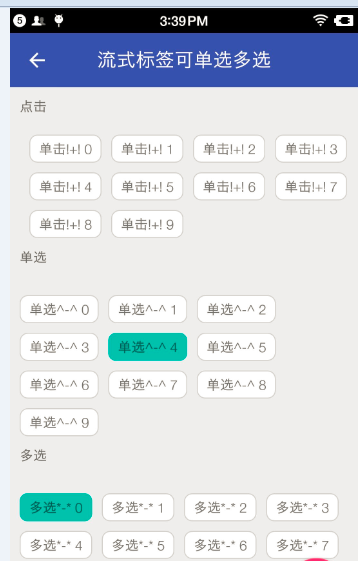 5 3:39PM
流式标签可单选多选
点击
单击!+! 0 单击!+! 1 单击!+! 2 单击!+! 3
单击!+! 4 单击!+! 5 单击!+! 6 单击!+! 7
单击!+! 8 单击!+! 9
单选
单选^-^ 0 单选^-^ 1 单选^-^ 2
单选^-^ 3 单选^-^ 4 单选^-^ 5
单选^-^ 6 单选^-^ 7 单选^-^ 8
单选^-^ 9
多选
多选*-* 0 多选*-* 1 多选*-* 2 多选*-* 3
多选*-* 4 多选*-* 5 多选*-* 6 多选*-* 7